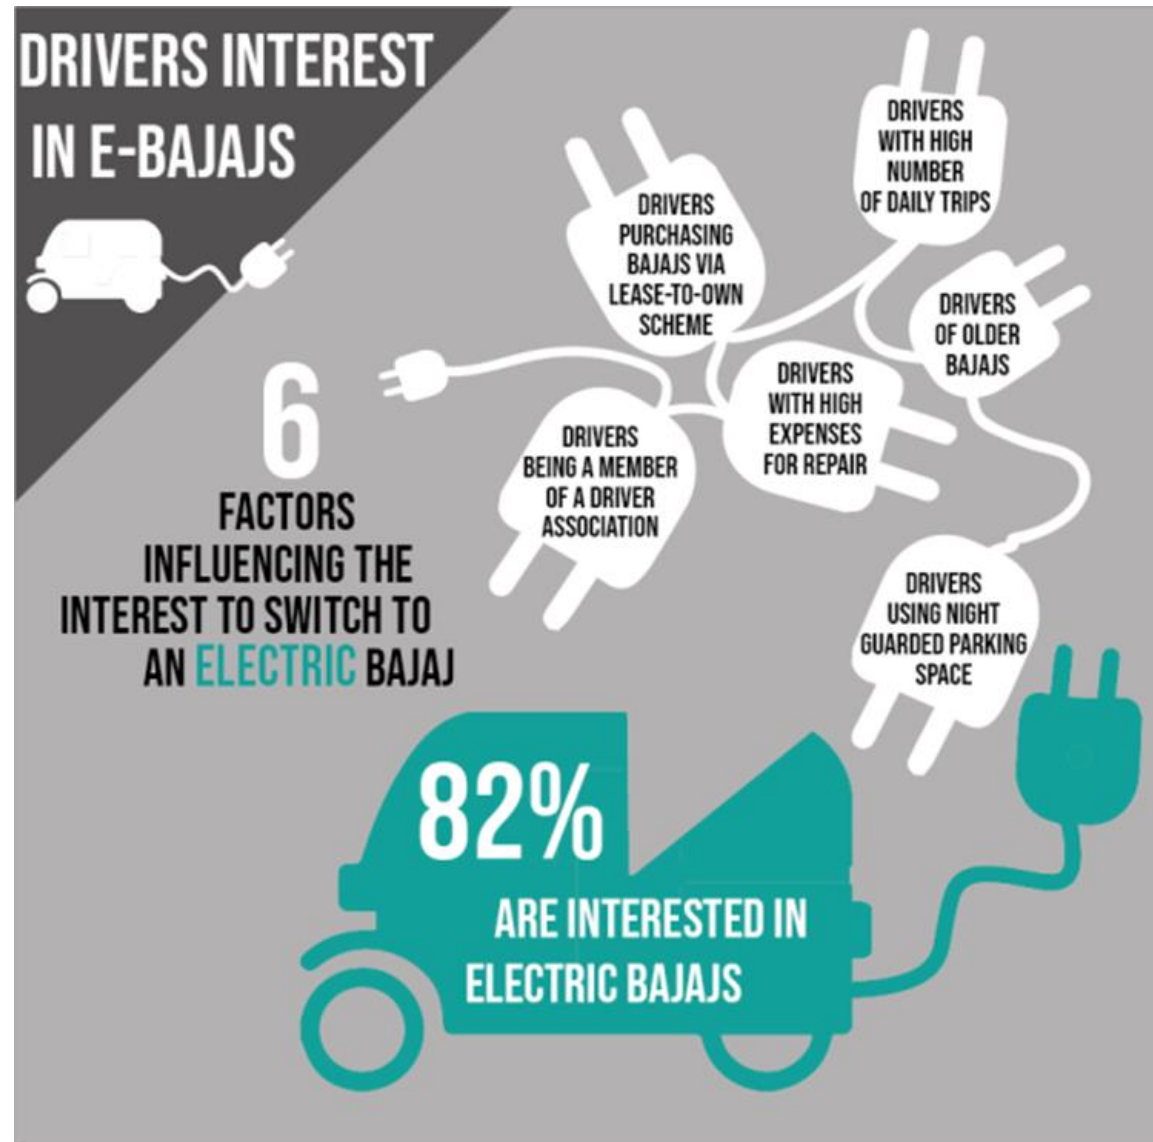 DRIVERS INTEREST
IN E-BAJAJS
6
FACTORS
INFLUENCING THE
INTEREST TO SWITCH TO
AN ELECTRIC BAJAJ
DRIVERS
PURCHASING
BAJAJS VIA
LEASE-TO-OWN
SCHEME
DRIVERS
WITH HIGH
NUMBER
OF DAILY TRIPS
DRIVERS
OF OLDER
BAJAJS
DRIVERS
WITH HIGH
EXPENSES
FOR REPAIR
DRIVERS
BEING A MEMBER
OF A DRIVER
ASSOCIATION
DRIVERS
USING NIGHT
GUARDED PARKING
SPACE
82%
ARE INTERESTED IN
ELECTRIC BAJAJS